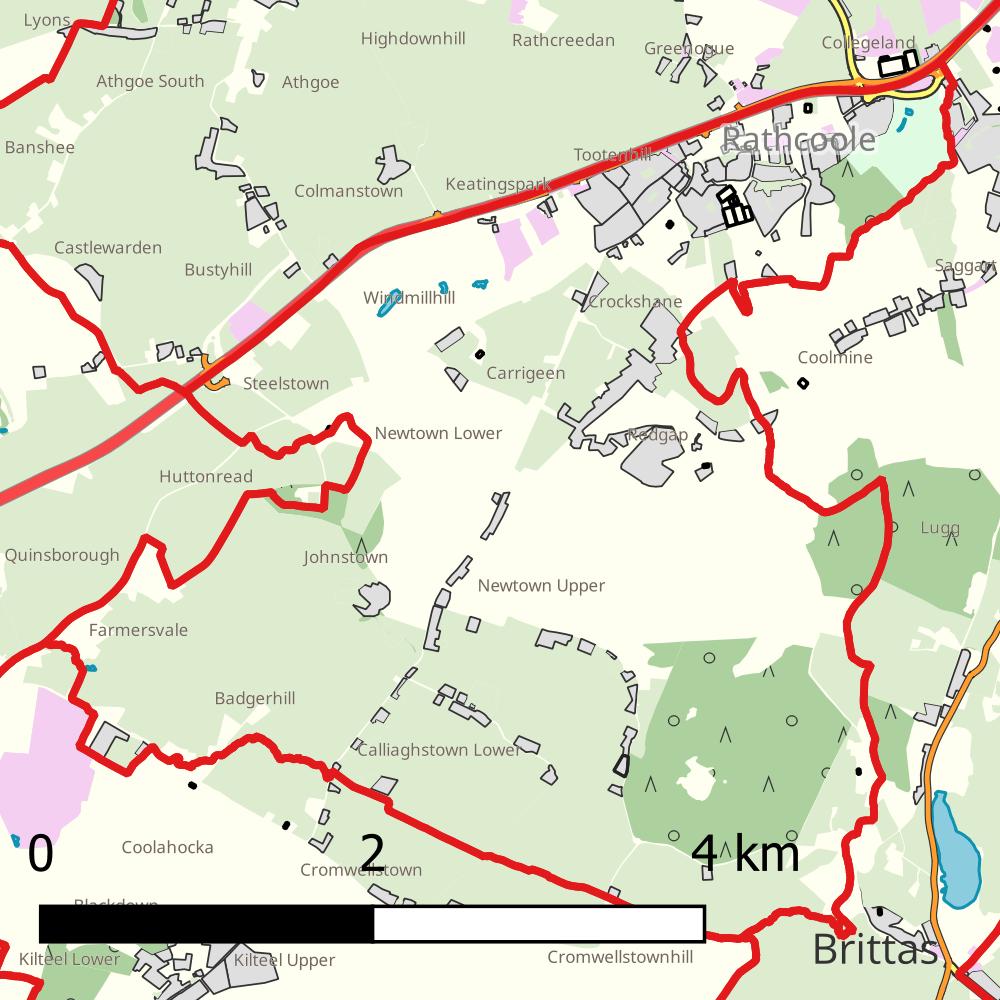 Lyons
Highdownhill
Rathcreedan
Greenogue
Collegeland
Athgoe South
Athgoe
Banshee
Rathcoole
Tootenhill
Colmanstown
Keatingspark
Castlewarden
Bustyhill
Saggart
Windmillhill
Crockshane
Coolmine
Steelstown
Carrigeen
Newtown Lower
Redgap
Huttonread
Lugg
Quinsborough
Johnstown
Newtown Upper
Farmersvale
Badgerhill
Calliaghstown Lower
Coolahocka
0 2 4 km
Cromwellstown
Blackdown
Brittas
Kilteel Lower
Kilteel Upper
Cromwellstownhill